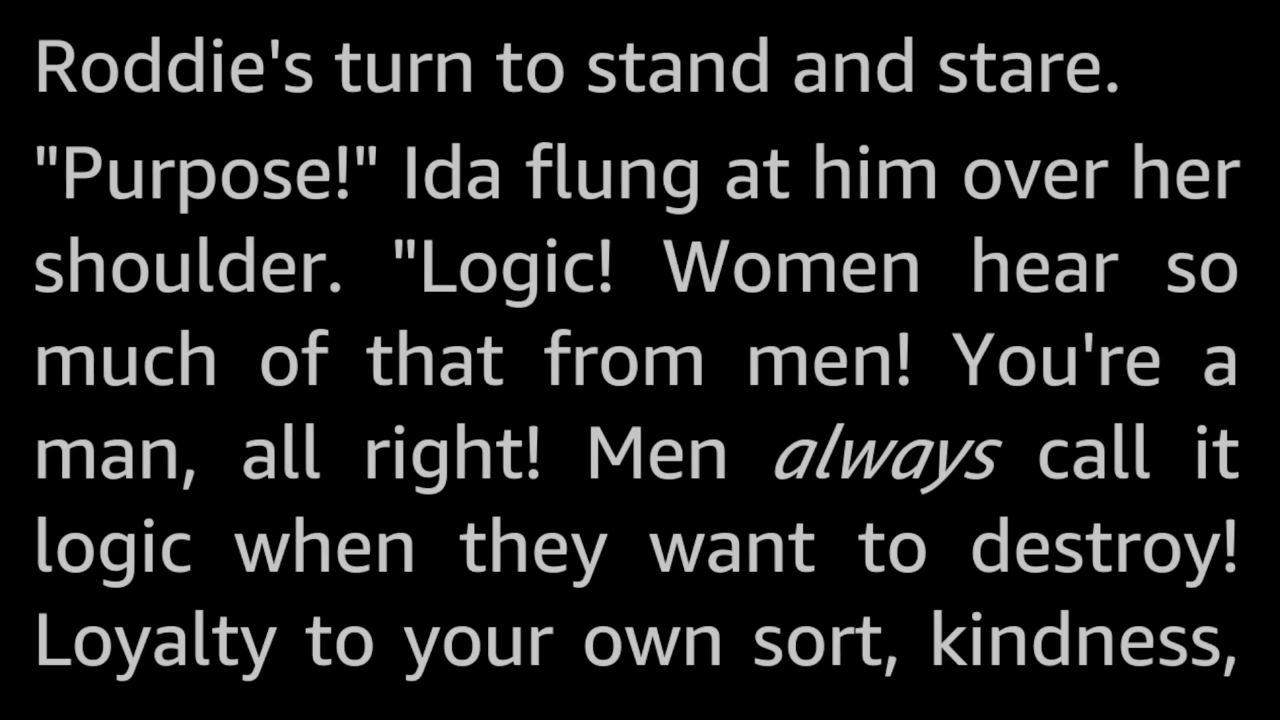 Roddie's turn to stand and stare.
"Purpose!" Ida flung at him over her
shoulder. "Logic! Women hear so
much of that from men! You're a
man, all right! Men always call it
logic when they want to destroy!
Loyalty to your own sort, kindness,